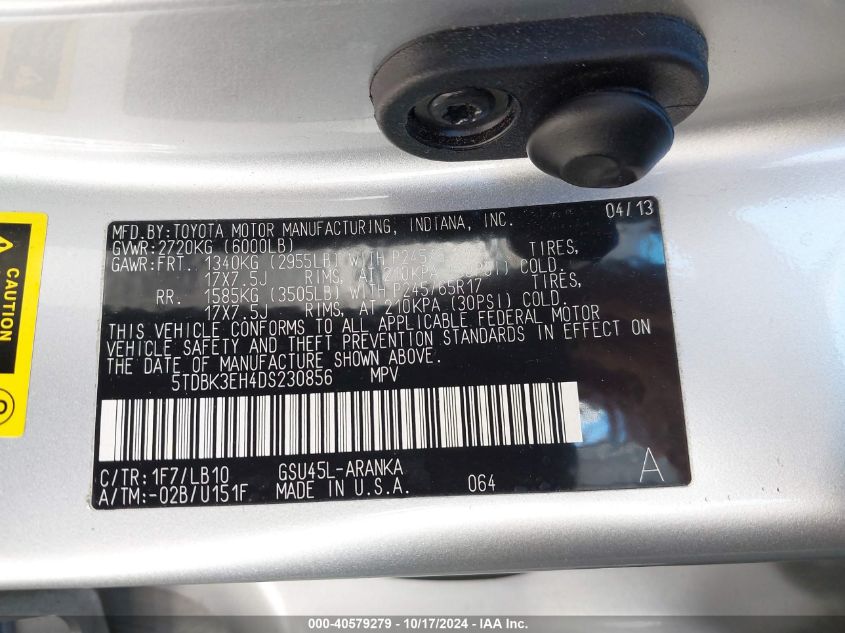 MFD.BY:TOYOTA MOTOR MANUFACTURING, INDIANA, INC. 04/13
GVWR:2720KG (6000LB)
GAWR:FRT. 1340KG (2955LB) WITH P245/ TIRES,
17X7.5J RIMS, AT 210KPA COLD.
RR. 1585KG (3505LB) WITH P245/65R17 TIRES,
17X7.5J RIMS, AT 210KPA (30PSI) COLD.
THIS VEHICLE CONFORMS TO ALL APPLICABLE FEDERAL MOTOR
VEHICLE SAFETY AND THEFT PREVENTION STANDARDS IN EFFECT ON
THE DATE OF MANUFACTURE SHOWN ABOVE.
5TDBK3EH4DS230856 MPV
C/TR:1F7/LB10 GSU45L-ARANKA A
A/TM:-02B/U151F MADE IN U.S.A. 064
000-40579279 - 10/17/2024 - IAA Inc.